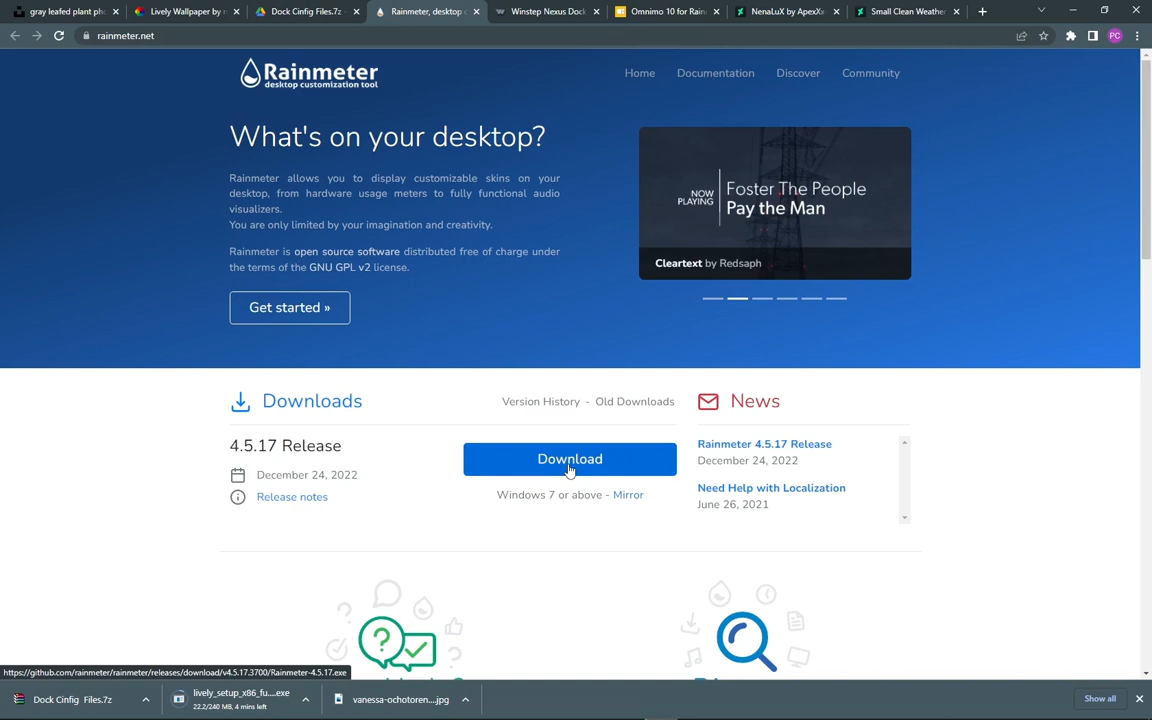 gray leafed plant ph
Lively Wallpaper by r
Dock Cinfig Files.7z -
Rainmeter, desktop c
Winstep Nexus Dock
Omnimo 10 for Rain
NenaLuX by ApexXx
Small Clean Weather
rainmeter.net
PC
Rainmeter
desktop customization tool
Home
Documentation
Discover
Community
What's on your desktop?
Rainmeter allows you to display customizable skins on your
desktop, from hardware usage meters to fully functional audio
visualizers.
You are only limited by your imagination and creativity.
Rainmeter is open source software distributed free of charge under
the terms of the GNU GPL v2 license.
Get started »
NOW
PLAYING
Foster The People
Pay the Man
Cleartext by Redsaph
Downloads
Version History - Old Downloads
4.5.17 Release
December 24, 2022
Release notes
Download
Windows 7 or above - Mirror
News
Rainmeter 4.5.17 Release
December 24, 2022
Need Help with Localization
June 26, 2021
https://github.com/rainmeter/rainmeter/releases/download/v4.5.17.3700/Rainmeter-4.5.17.exe
Dock Cinfig Files.7z
lively_setup_x86_fu....exe
22.2/240 MB, 4 mins left
vanessa-ochotoren....jpg
Show all